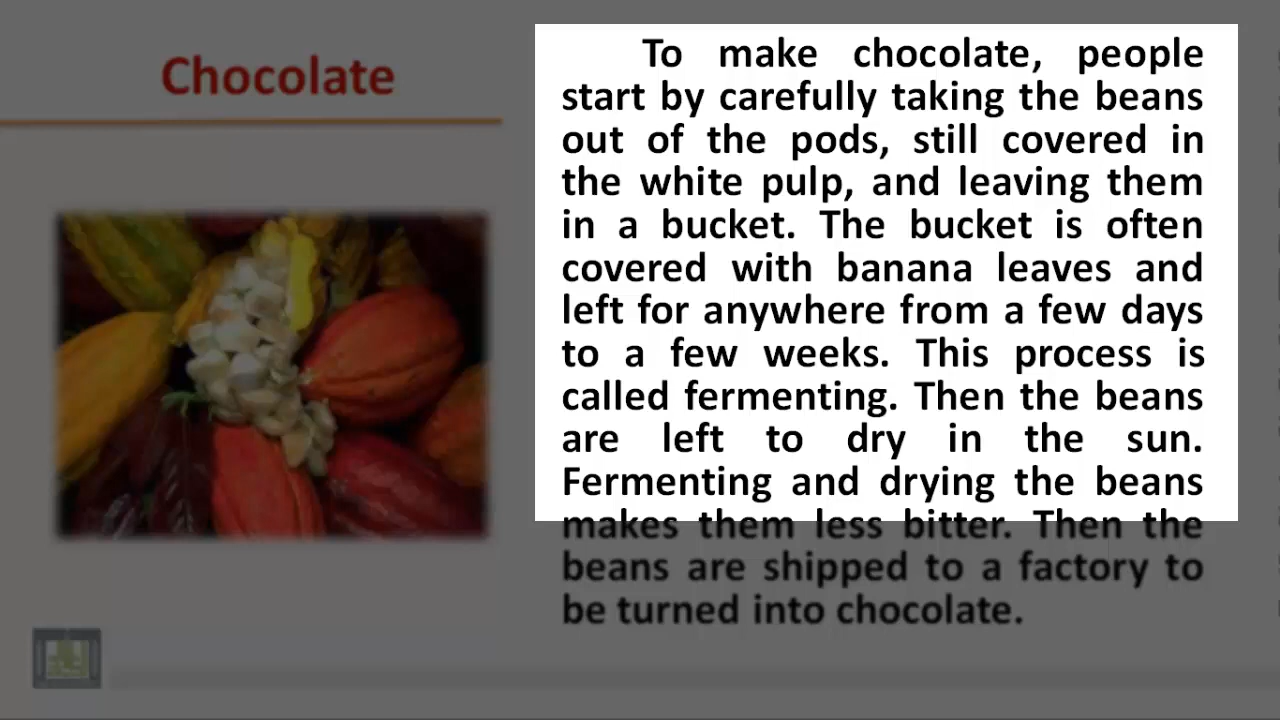 Chocolate
To make chocolate, people
start by carefully taking the beans
out of the pods, still covered in
the white pulp, and leaving them
in a bucket. The bucket is often
covered with banana leaves and
left for anywhere from a few days
to a few weeks. This process is
called fermenting. Then the beans
are left to dry in the sun.
Fermenting and drying the beans
makes them less bitter. Then the
beans are shipped to a factory to
be turned into chocolate.